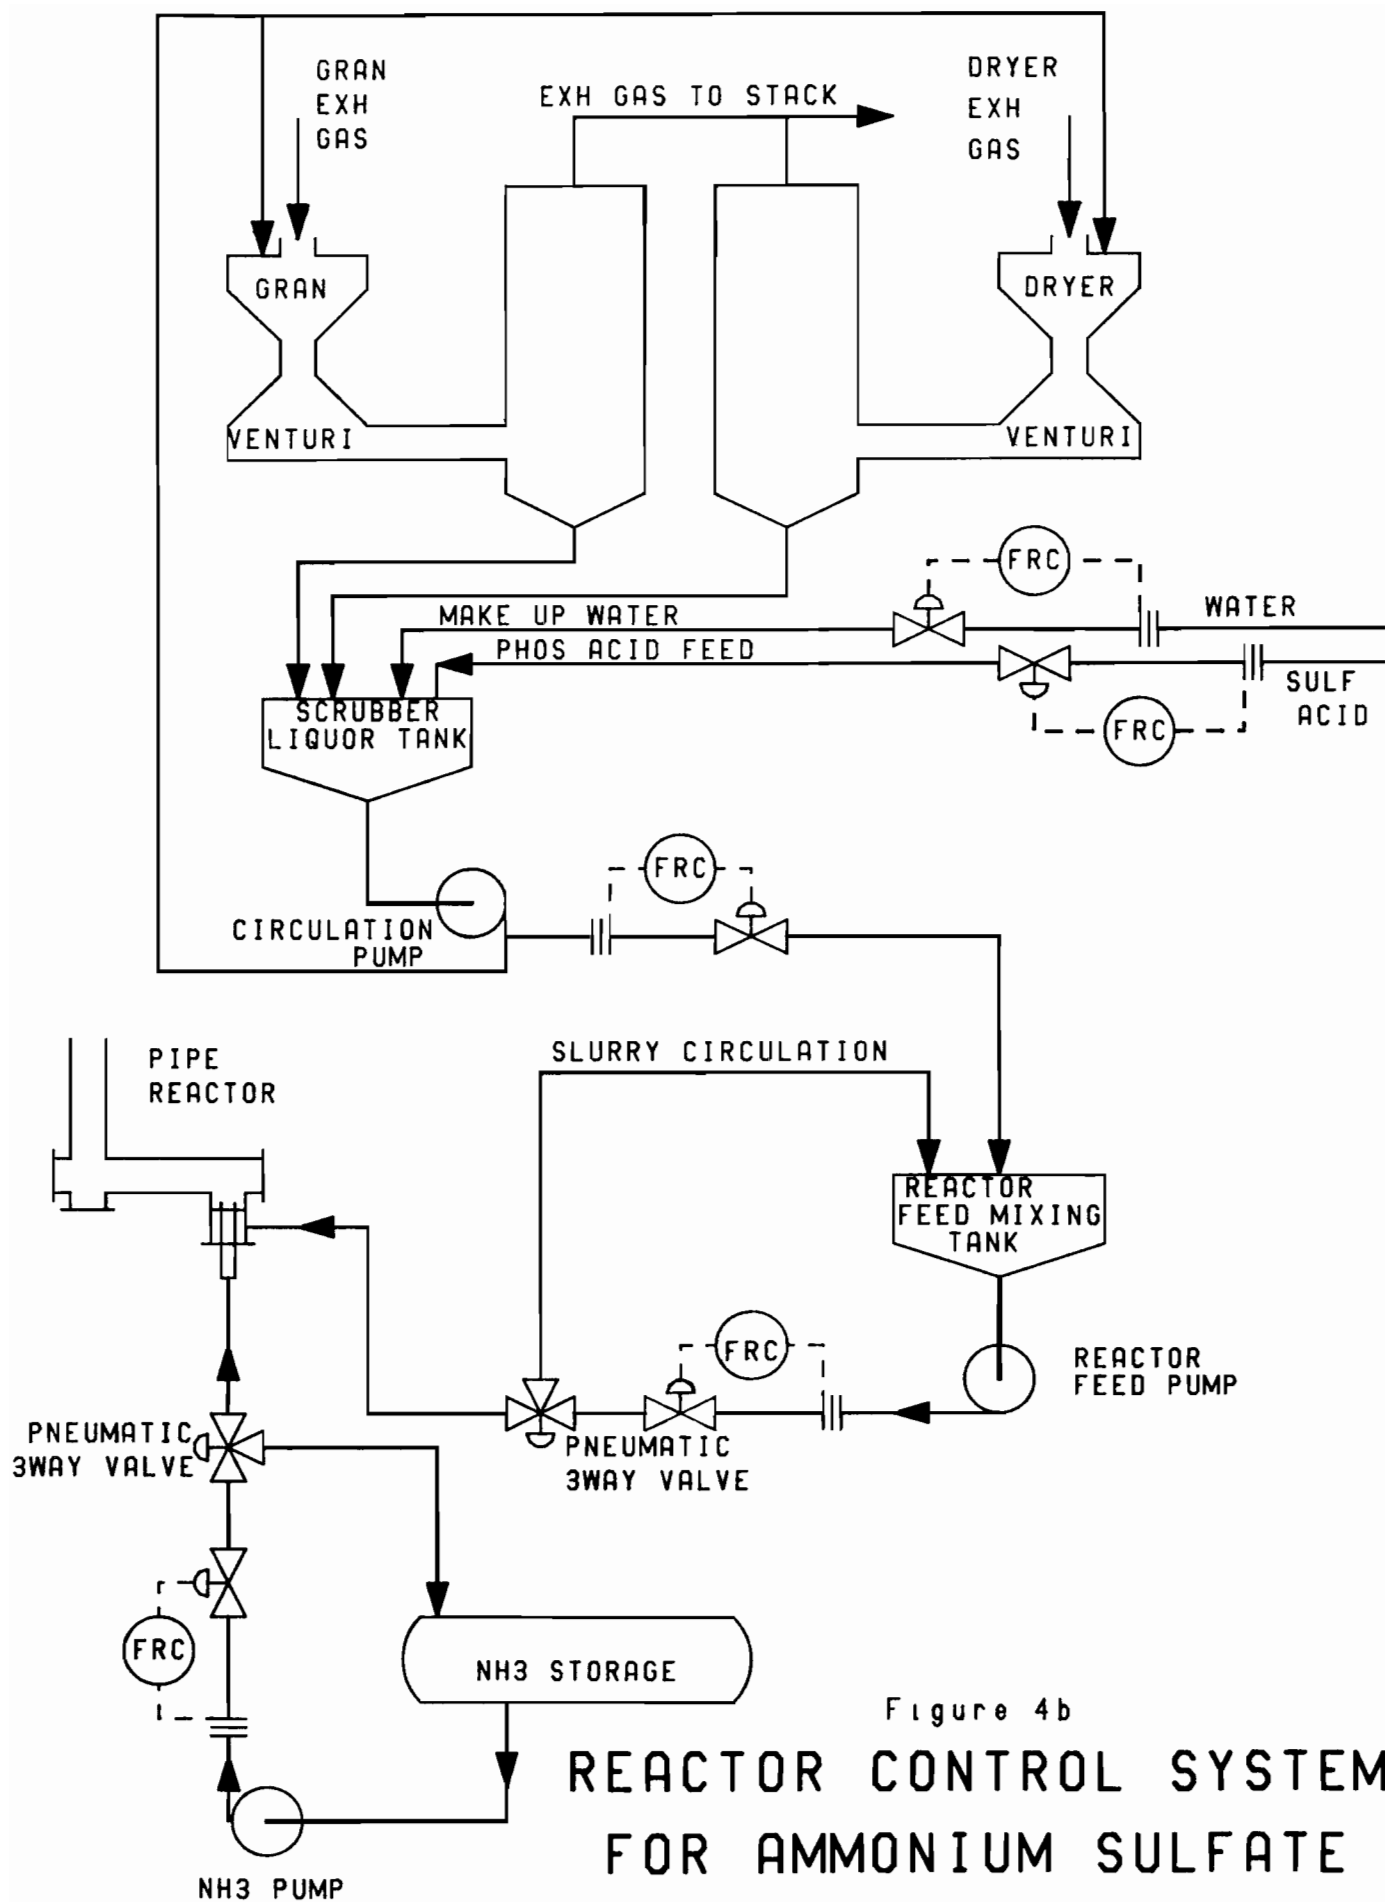 GRAN
EXH
GAS
EXH GAS TO STACK
DRYER
EXH
GAS
GRAN
DRYER
VENTURI
VENTURI
FRC
MAKE UP WATER
WATER
PHOS ACID FEED
SULF
ACID
FRC
SCRUBBER
LIQUOR TANK
FRC
CIRCULATION
PUMP
SLURRY CIRCULATION
PIPE
REACTOR
REACTOR
FEED MIXING
TANK
FRC
REACTOR
FEED PUMP
PNEUMATIC
3WAY VALVE
PNEUMATIC
3WAY VALVE
FRC
NH3 STORAGE
NH3 PUMP
Figure 4b
REACTOR CONTROL SYSTEM
FOR AMMONIUM SULFATE